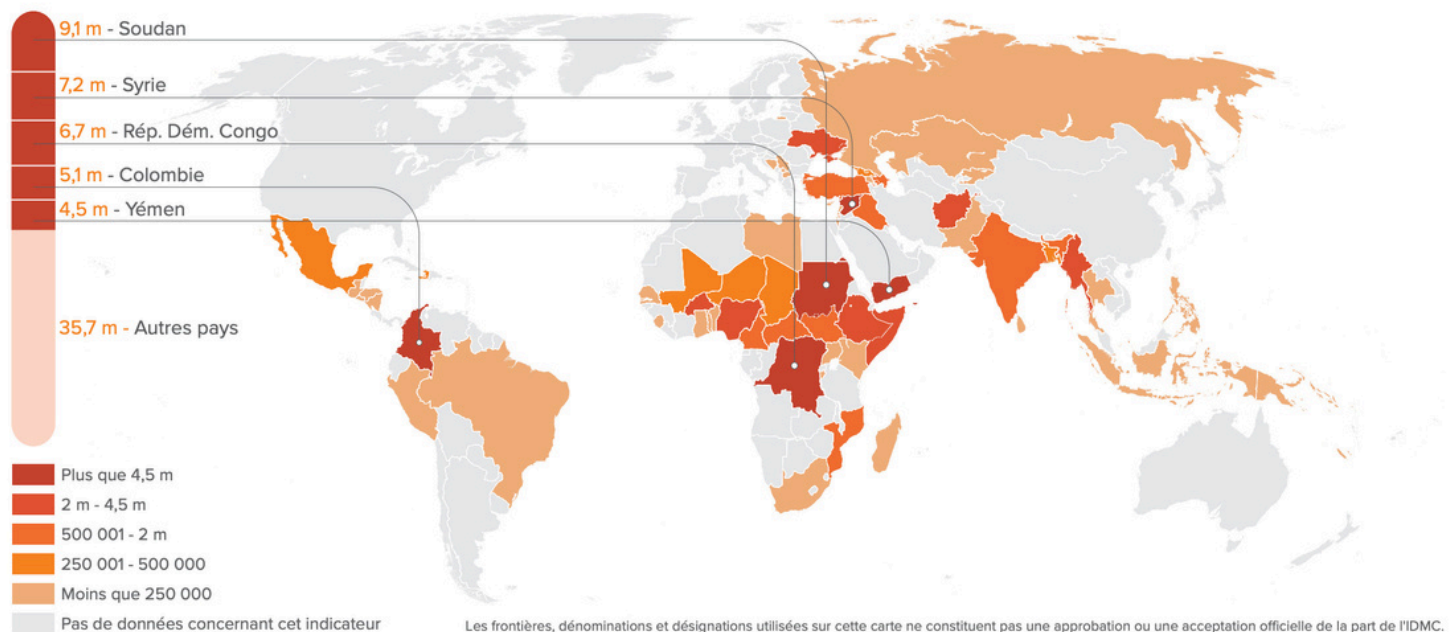 9,1 m - Soudan
7,2 m - Syrie
6,7 m - Rép. Dém. Congo
5,1 m - Colombie
4,5 m - Yémen
35,7 m - Autres pays
Plus que 4,5 m
2 m - 4,5 m
500 001 - 2 m
250 001 - 500 000
Moins que 250 000
Pas de données concernant cet indicateur
Les frontières, dénominations et désignations utilisées sur cette carte ne constituent pas une approbation ou une acceptation officielle de la part de l'IDMC.